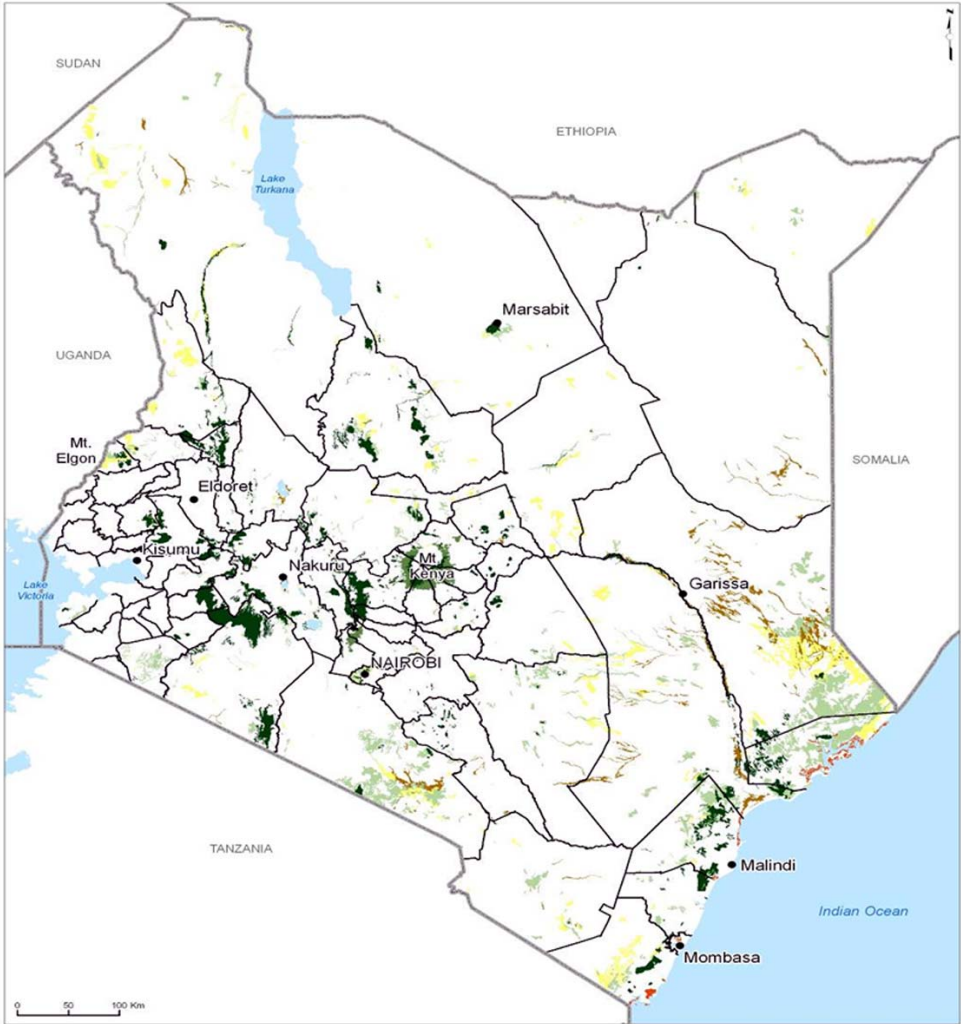 N
SUDAN
ETHIOPIA
Lake
Turkana
Marsabit
UGANDA
Mt.
Elgon
SOMALIA
Eldoret
Kisumu
Mt.
Kenya
Nakuru
Garissa
Lake
Victoria
NAIROBI
TANZANIA
Malindi
Indian Ocean
Mombasa
0 50 100 Km